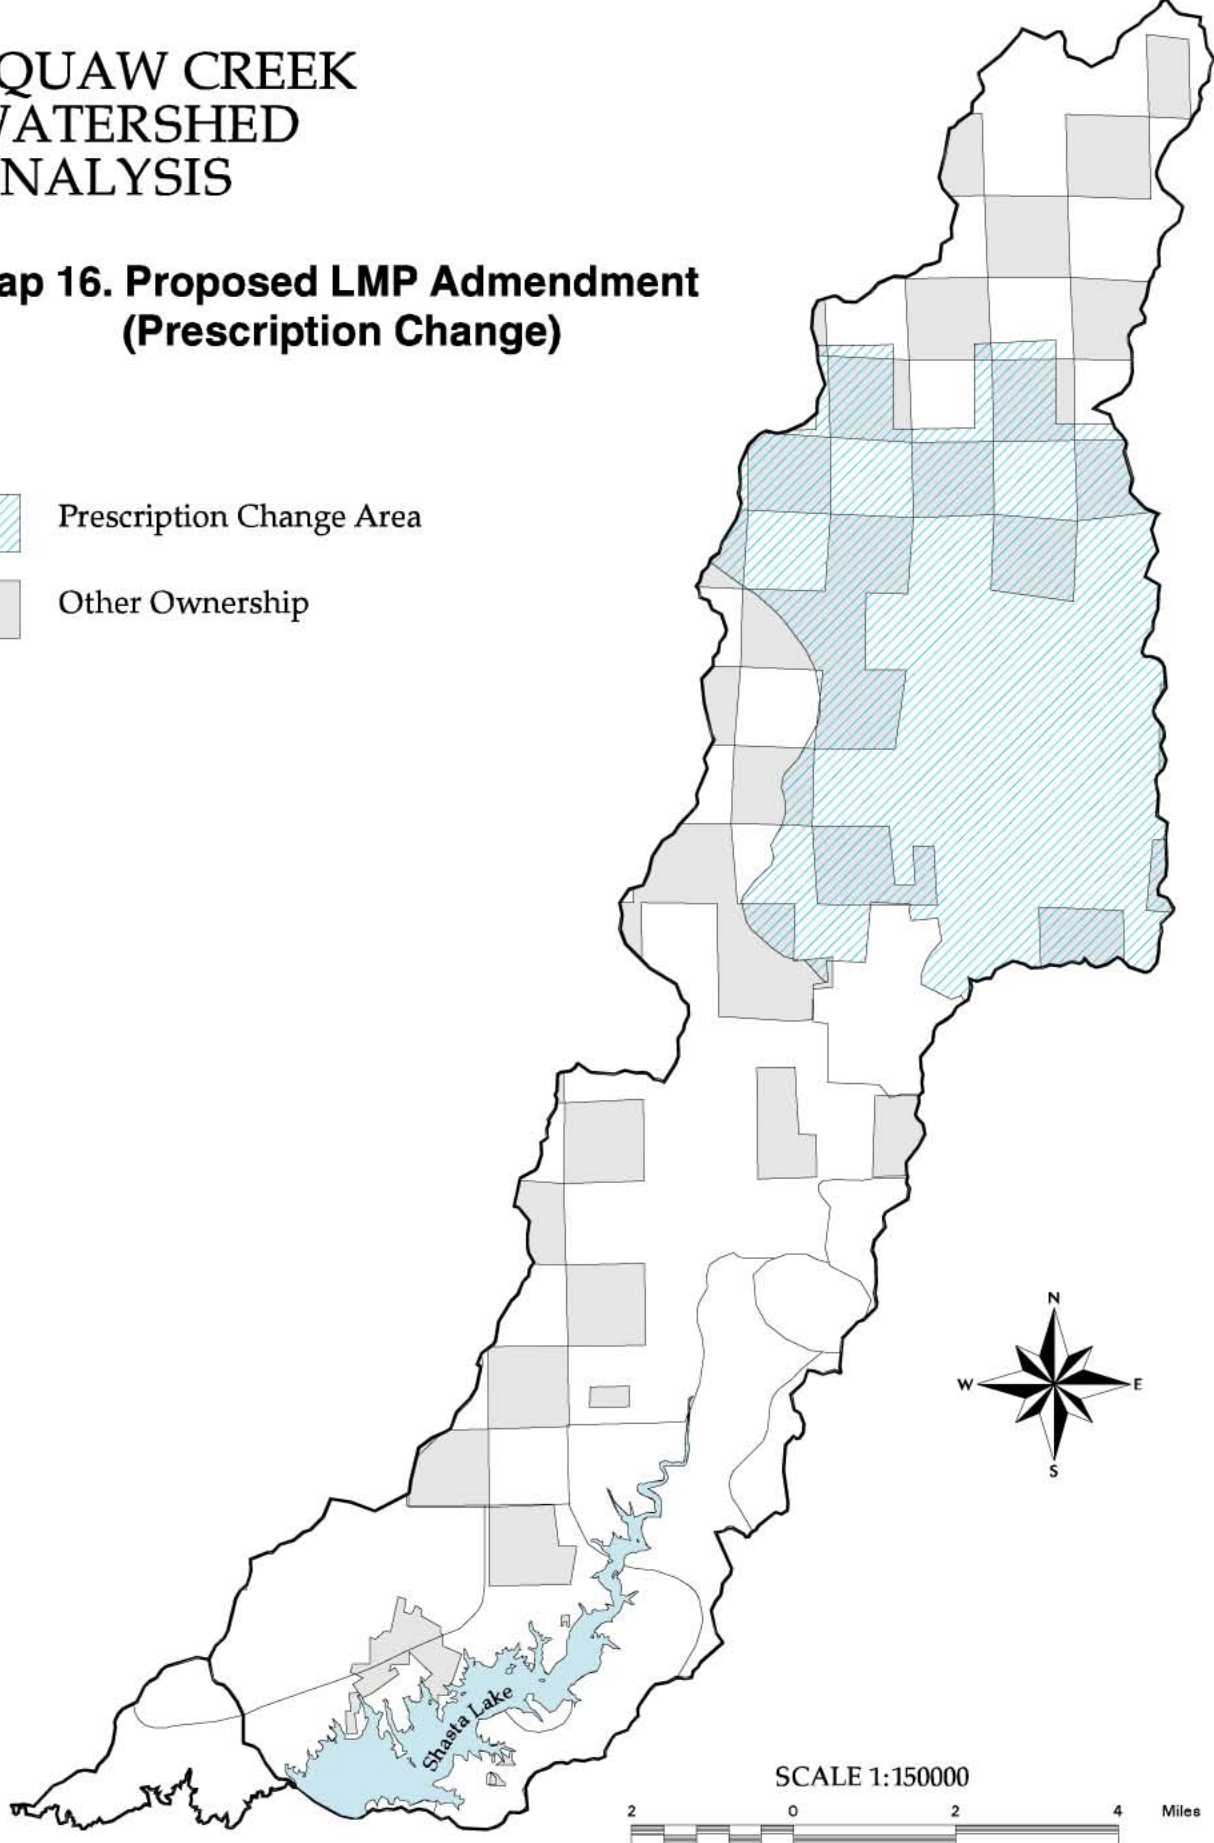 QUAW CREEK
WATERSHED
NALYSIS
ap 16. Proposed LMP Admendment
(Prescription Change)
Prescription Change Area
Other Ownership
N
W
E
S
Shasta Lake
SCALE 1:150000
2 0 2 4 Miles